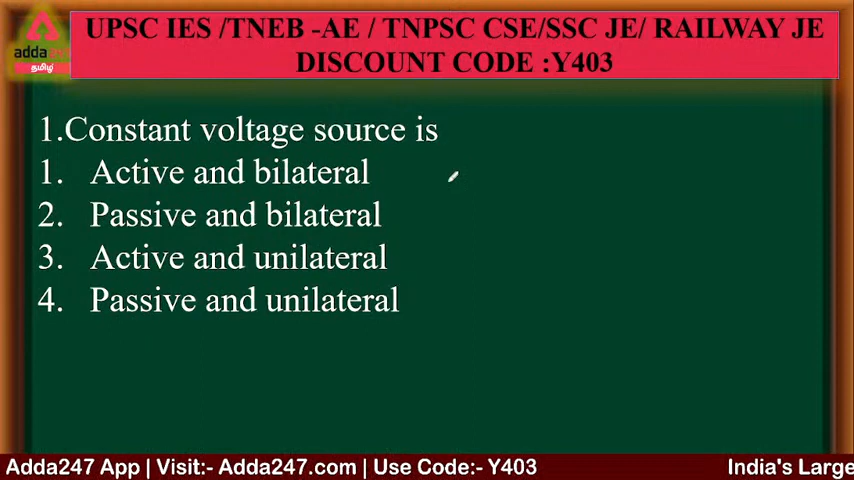 UPSC IES /TNEB -AE / TNPSC CSE/SSC JE/ RAILWAY JE
DISCOUNT CODE :Y403
adda247
தமிழ்
1.Constant voltage source is
1. Active and bilateral
2. Passive and bilateral
3. Active and unilateral
4. Passive and unilateral
Adda247 App | Visit:- Adda247.com | Use Code:- Y403
India's Large